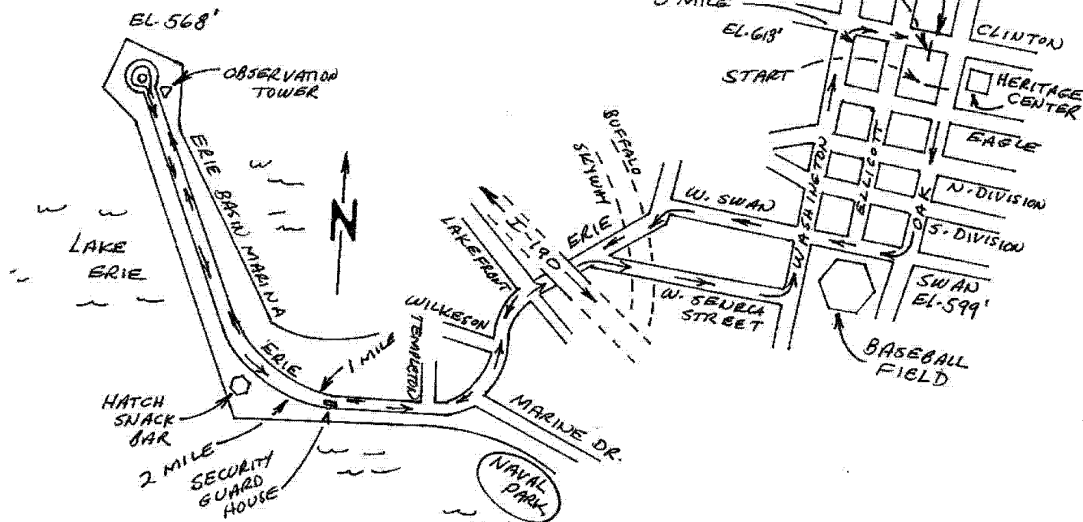 EL-568'
OBSERVATION
TOWER
MILE
EL-613'
START
CLINTON
HERITAGE
CENTER
EAGLE
N-DIVISION
S-DIVISION
SWAN
EL-599'
OAK
ELLICOTT
WASHINGTON
BUFFALO
SKYWAY
W. SWAN
ERIE
I-190
LAKEFRONT
W. SENECA
STREET
BASEBALL
FIELD
N
ERIE BASIN MARINA
LAKE
ERIE
WILKESON
TEMPLETON
ERIE
1 MILE
HATCH
SNACK
BAR
2 MILE
SECURITY
GUARD
HOUSE
MARINE DR.
NAVAL
PARK